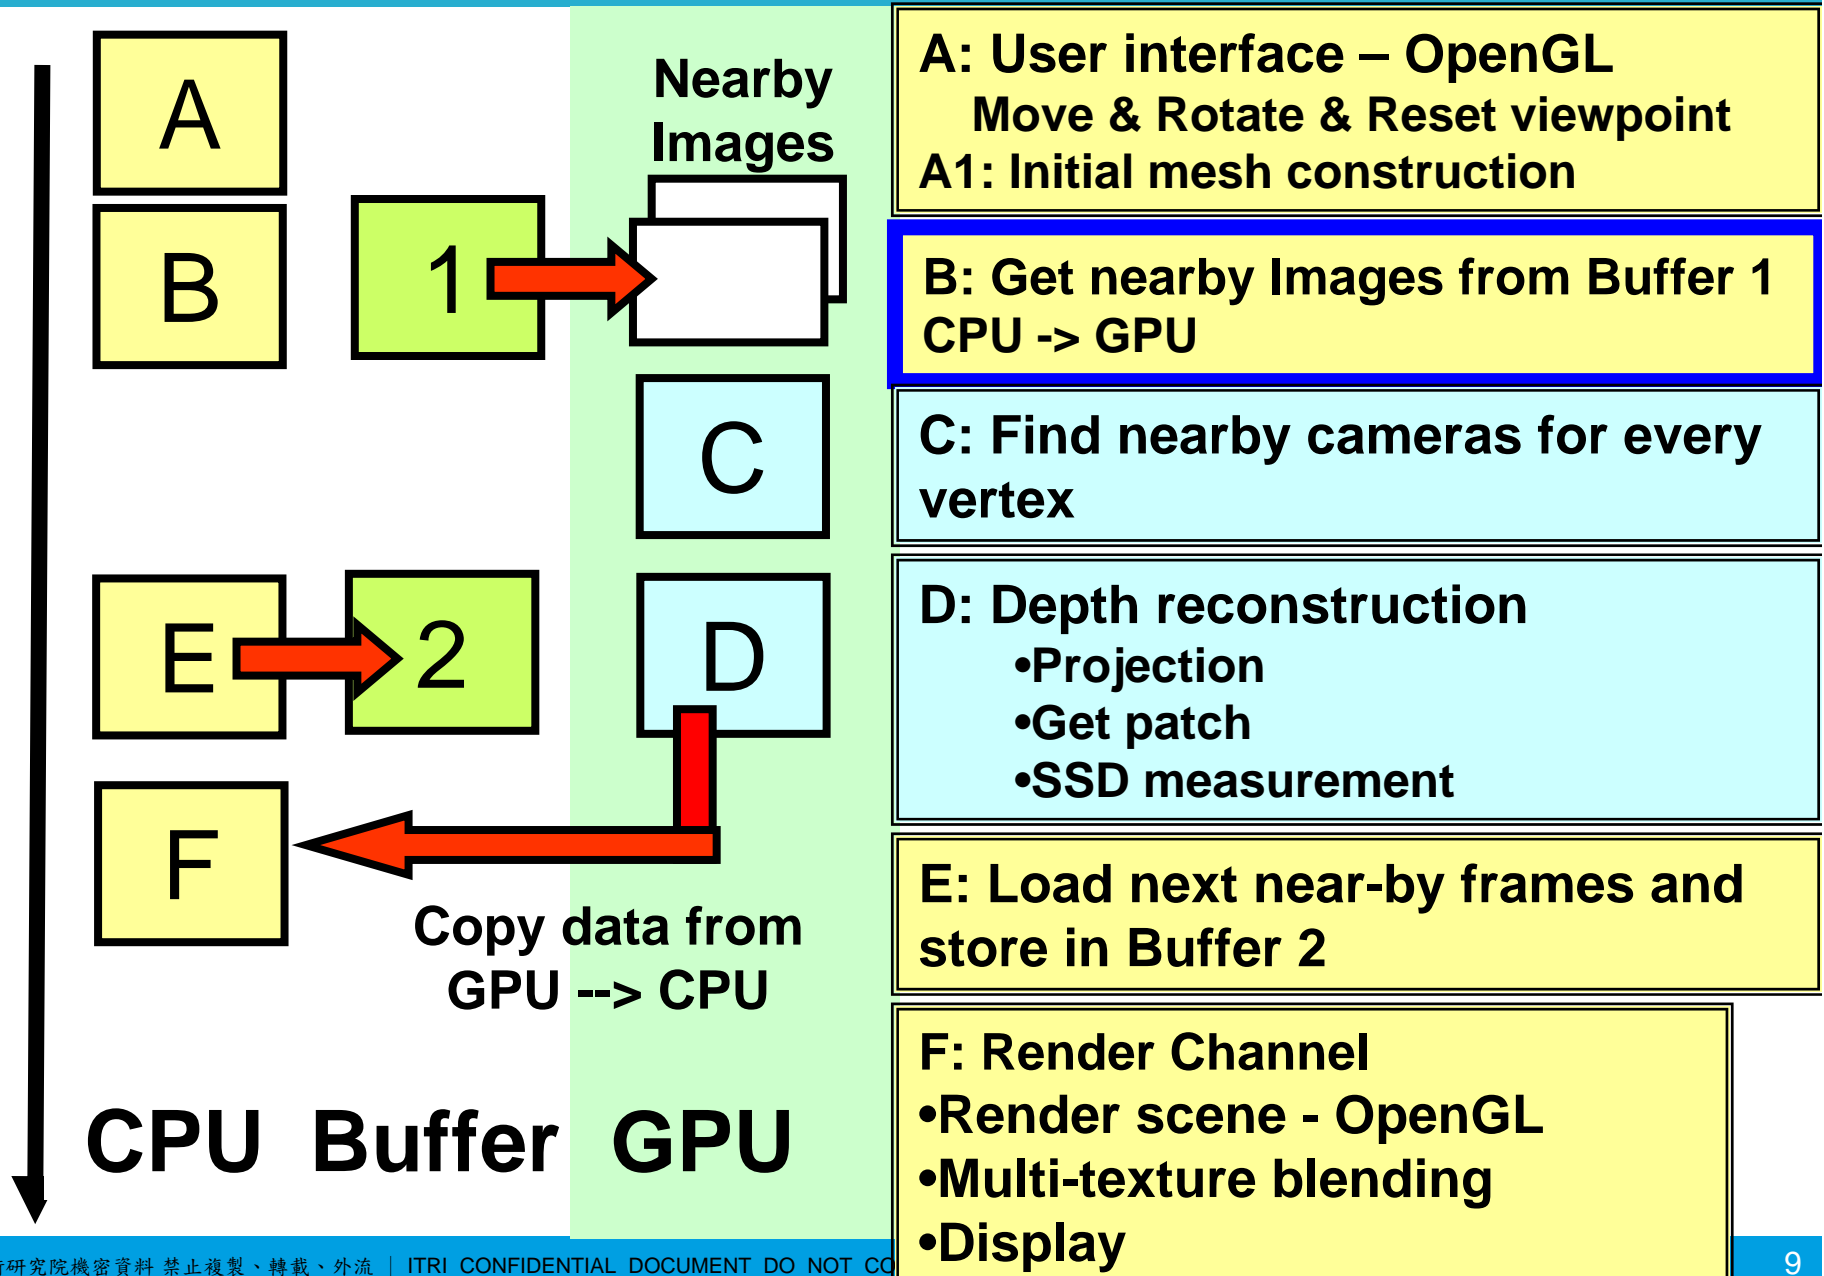 A
B
1
Nearby
Images
C
E
2
D
F
Copy data from
GPU --> CPU
CPU Buffer GPU
A: User interface – OpenGL
Move & Rotate & Reset viewpoint
A1: Initial mesh construction
B: Get nearby Images from Buffer 1
CPU -> GPU
C: Find nearby cameras for every
vertex
D: Depth reconstruction
•Projection
•Get patch
•SSD measurement
E: Load next near-by frames and
store in Buffer 2
F: Render Channel
•Render scene - OpenGL
•Multi-texture blending
•Display
研究院機密資料 禁止複製、轉載、外流 | ITRI CONFIDENTIAL DOCUMENT DO NOT
9